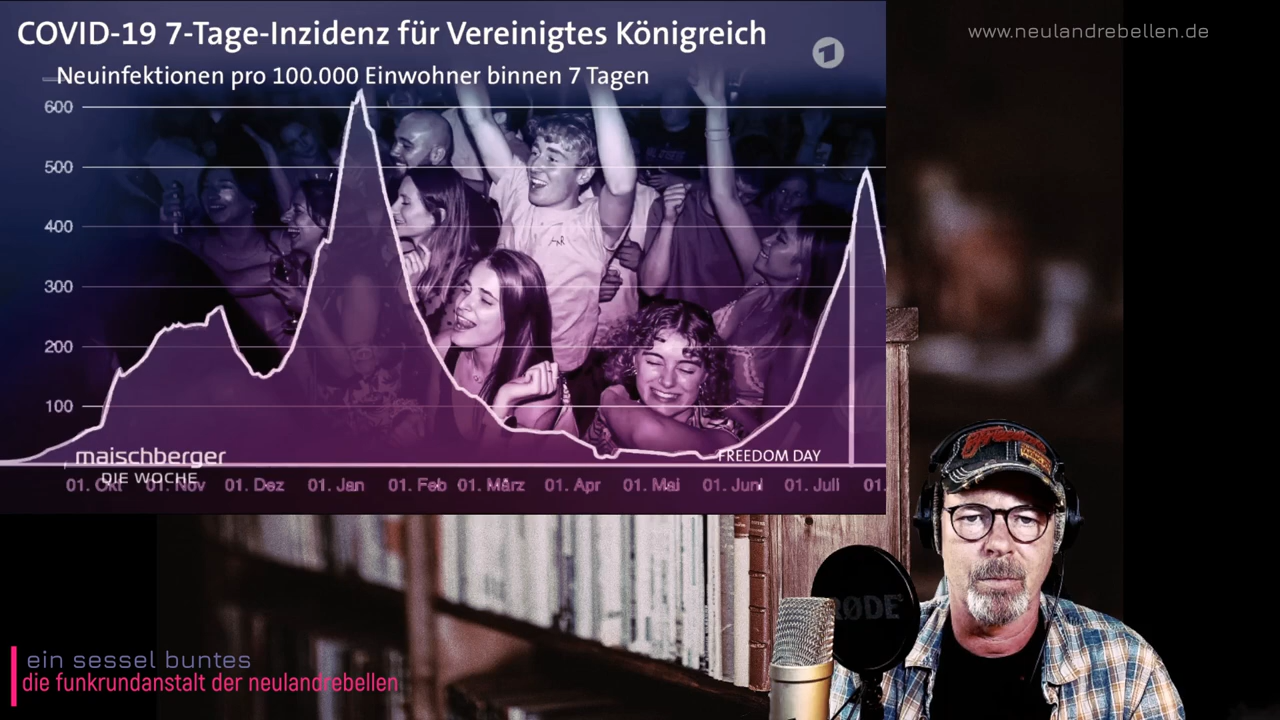 COVID-19 7-Tage-Inzidenz für Vereinigtes Königreich
www.neulandrebellen.de
Neuinfektionen pro 100.000 Einwohner binnen 7 Tagen
600
500
400
300
200
100
maischberger
DIE WOCHE
FREEDOM DAY
01. Okt 01. Nov 01. Dez 01. Jan 01. Feb 01. März 01. Apr 01. Mai 01. Juni 01. Juli 01.
RØDE
ein sessel buntes
die funkrundanstalt der neulandrebellen